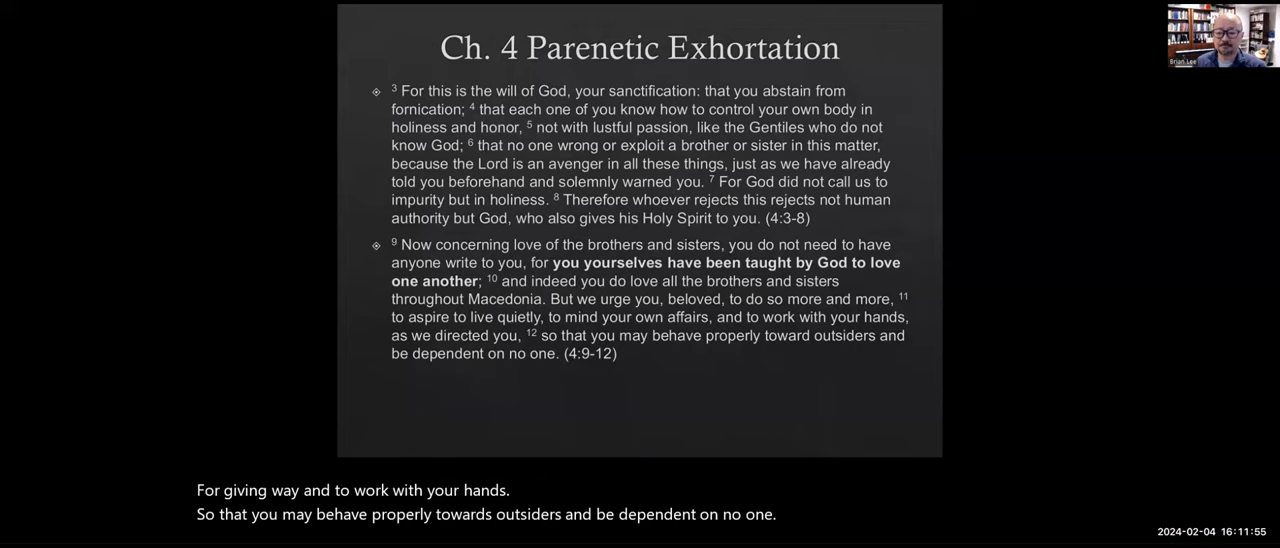 Ch. 4 Parenetic Exhortation
3 For this is the will of God, your sanctification: that you abstain from
fornication; 4 that each one of you know how to control your own body in
holiness and honor, 5 not with lustful passion, like the Gentiles who do not
know God; 6 that no one wrong or exploit a brother or sister in this matter,
because the Lord is an avenger in all these things, just as we have already
told you beforehand and solemnly warned you. 7 For God did not call us to
impurity but in holiness. 8 Therefore whoever rejects this rejects not human
authority but God, who also gives his Holy Spirit to you. (4:3-8)
9 Now concerning love of the brothers and sisters, you do not need to have
anyone write to you, for you yourselves have been taught by God to love
one another; 10 and indeed you do love all the brothers and sisters
throughout Macedonia. But we urge you, beloved, to do so more and more, 11
to aspire to live quietly, to mind your own affairs, and to work with your hands,
as we directed you, 12 so that you may behave properly toward outsiders and
be dependent on no one. (4:9-12)
Brian Lee
For giving way and to work with your hands.
So that you may behave properly towards outsiders and be dependent on no one.
2024-02-04 16:11:55